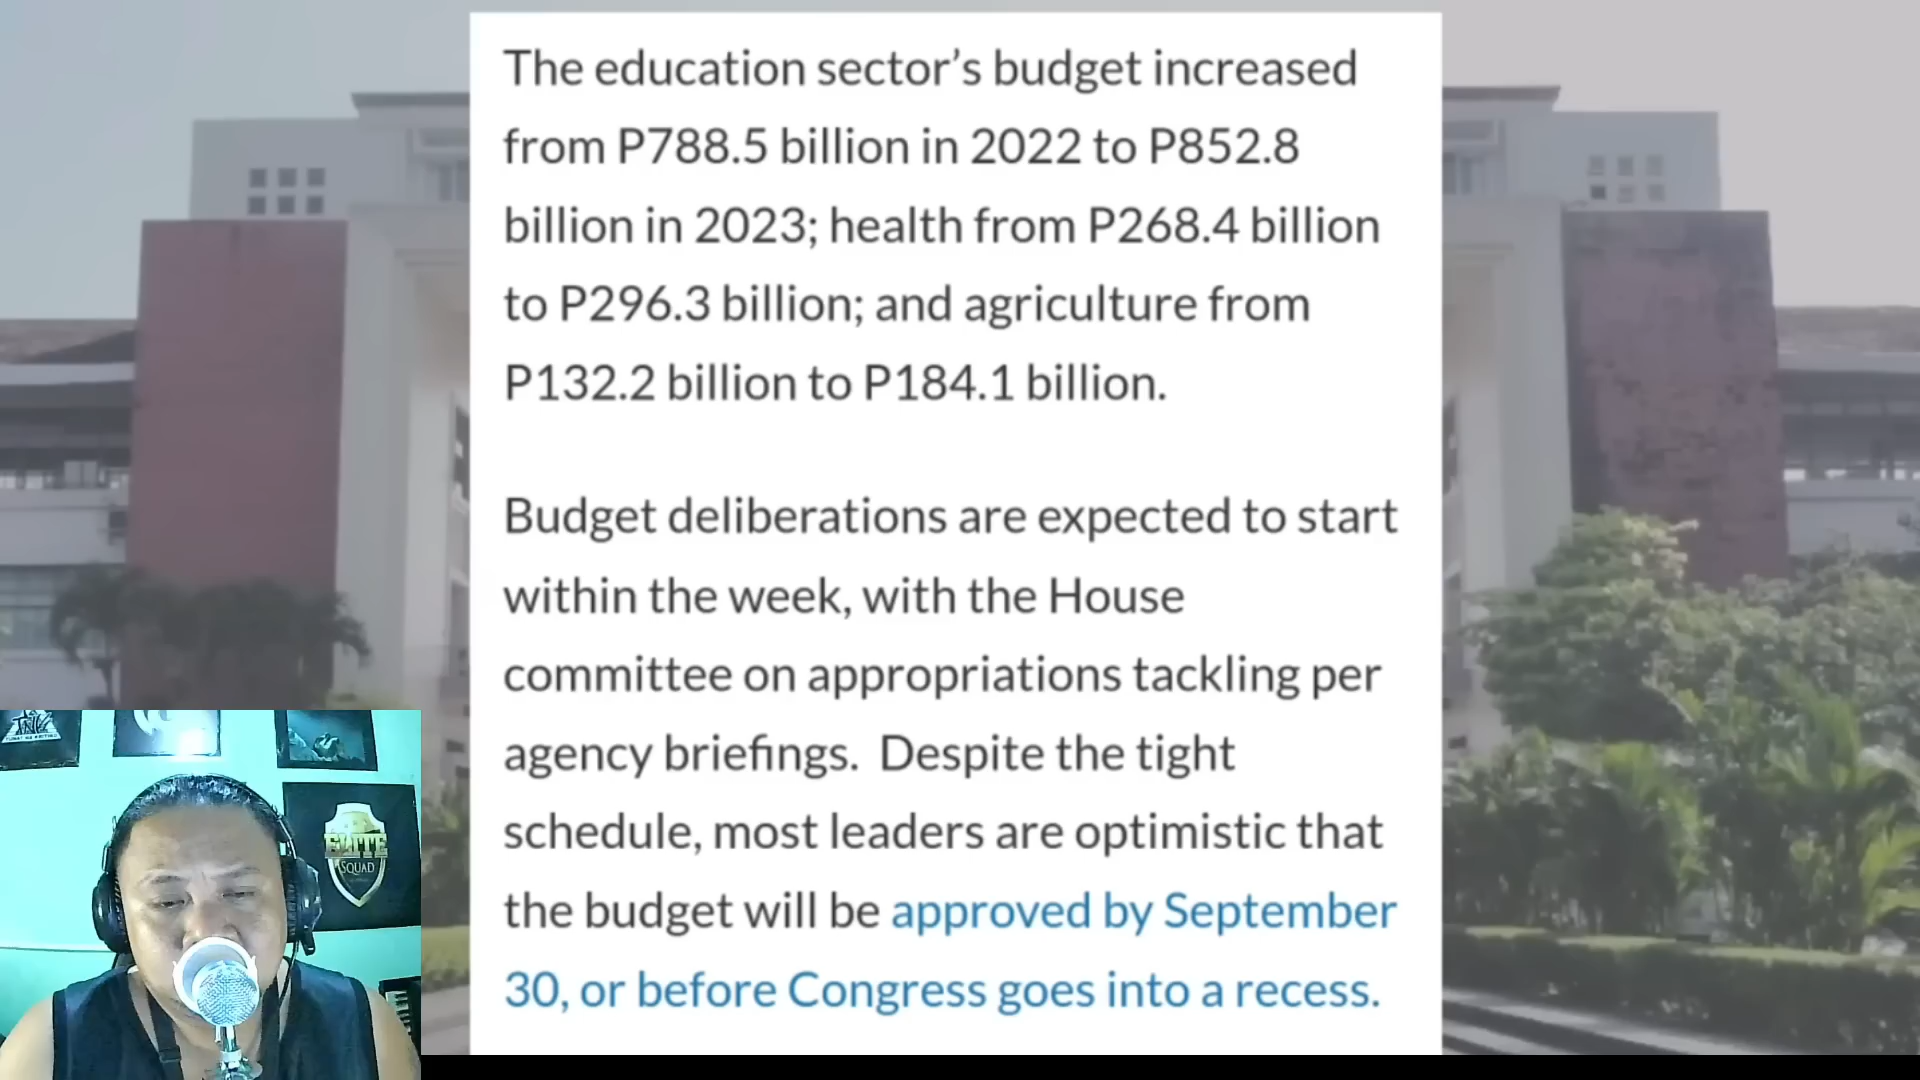 The education sector’s budget increased
from P788.5 billion in 2022 to P852.8
billion in 2023; health from P268.4 billion
to P296.3 billion; and agriculture from
P132.2 billion to P184.1 billion.
Budget deliberations are expected to start
within the week, with the House
committee on appropriations tackling per
agency briefings.  Despite the tight
schedule, most leaders are optimistic that
the budget will be approved by September
30, or before Congress goes into a recess.
ELITE
SQUAD